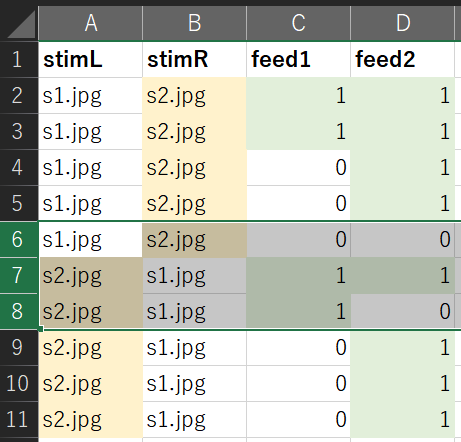 A B C D
1 stimL stimR feed1 feed2
2 s1.jpg s2.jpg 1 1
3 s1.jpg s2.jpg 1 1
4 s1.jpg s2.jpg 0 1
5 s1.jpg s2.jpg 0 1
6 s1.jpg s2.jpg 0 0
7 s2.jpg s1.jpg 1 1
8 s2.jpg s1.jpg 1 0
9 s2.jpg s1.jpg 0 1
10 s2.jpg s1.jpg 0 1
11 s2.jpg s1.jpg 0 1